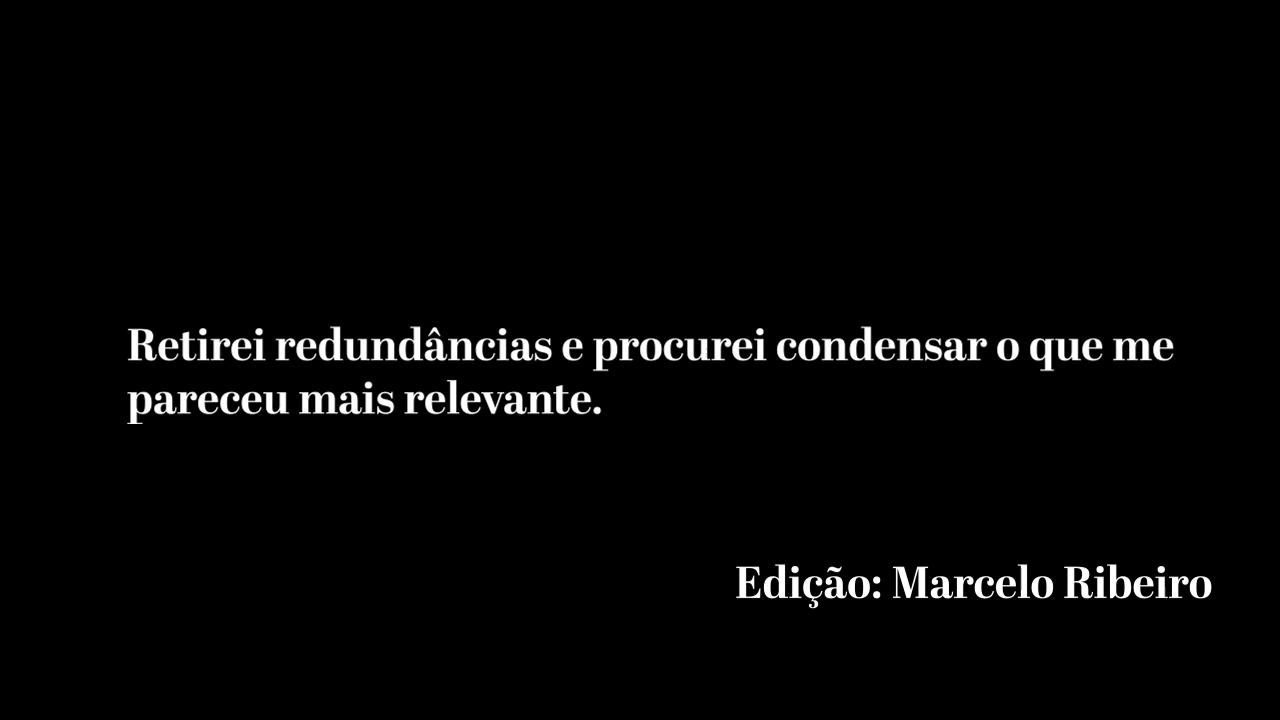 Retirei redundâncias e procurei condensar o que me
pareceu mais relevante.
Edição: Marcelo Ribeiro